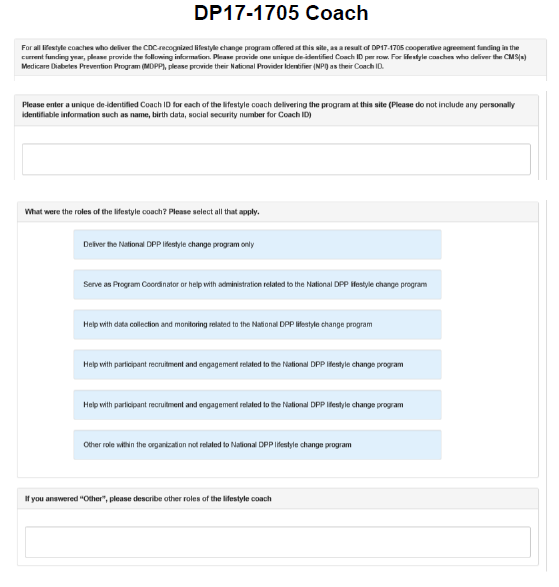 DP17-1705 Coach
For all lifestyle coaches who deliver the CDC-recognized lifestyle change program offered at this site, as a result of DP17-1705 cooperative agreement funding in the
current funding year, please provide the following information. Please provide one unique de-identified Coach ID per row. For lifestyle coaches who deliver the CMS(s)
Medicare Diabetes Prevention Program (MDPP), please provide their National Provider Identifier (NPI) as their Coach ID.
Please enter a unique de-identified Coach ID for each of the lifestyle coach delivering the program at this site (Please do not include any personally
identifiable information such as name, birth data, social security number for Coach ID)
What were the roles of the lifestyle coach? Please select all that apply.
Deliver the National DPP lifestyle change program only
Serve as Program Coordinator or help with administration related to the National DPP lifestyle change program
Help with data collection and monitoring related to the National DPP lifestyle change program
Help with participant recruitment and engagement related to the National DPP lifestyle change program
Help with participant recruitment and engagement related to the National DPP lifestyle change program
Other role within the organization not related to National DPP lifestyle change program
If you answered "Other", please describe other roles of the lifestyle coach